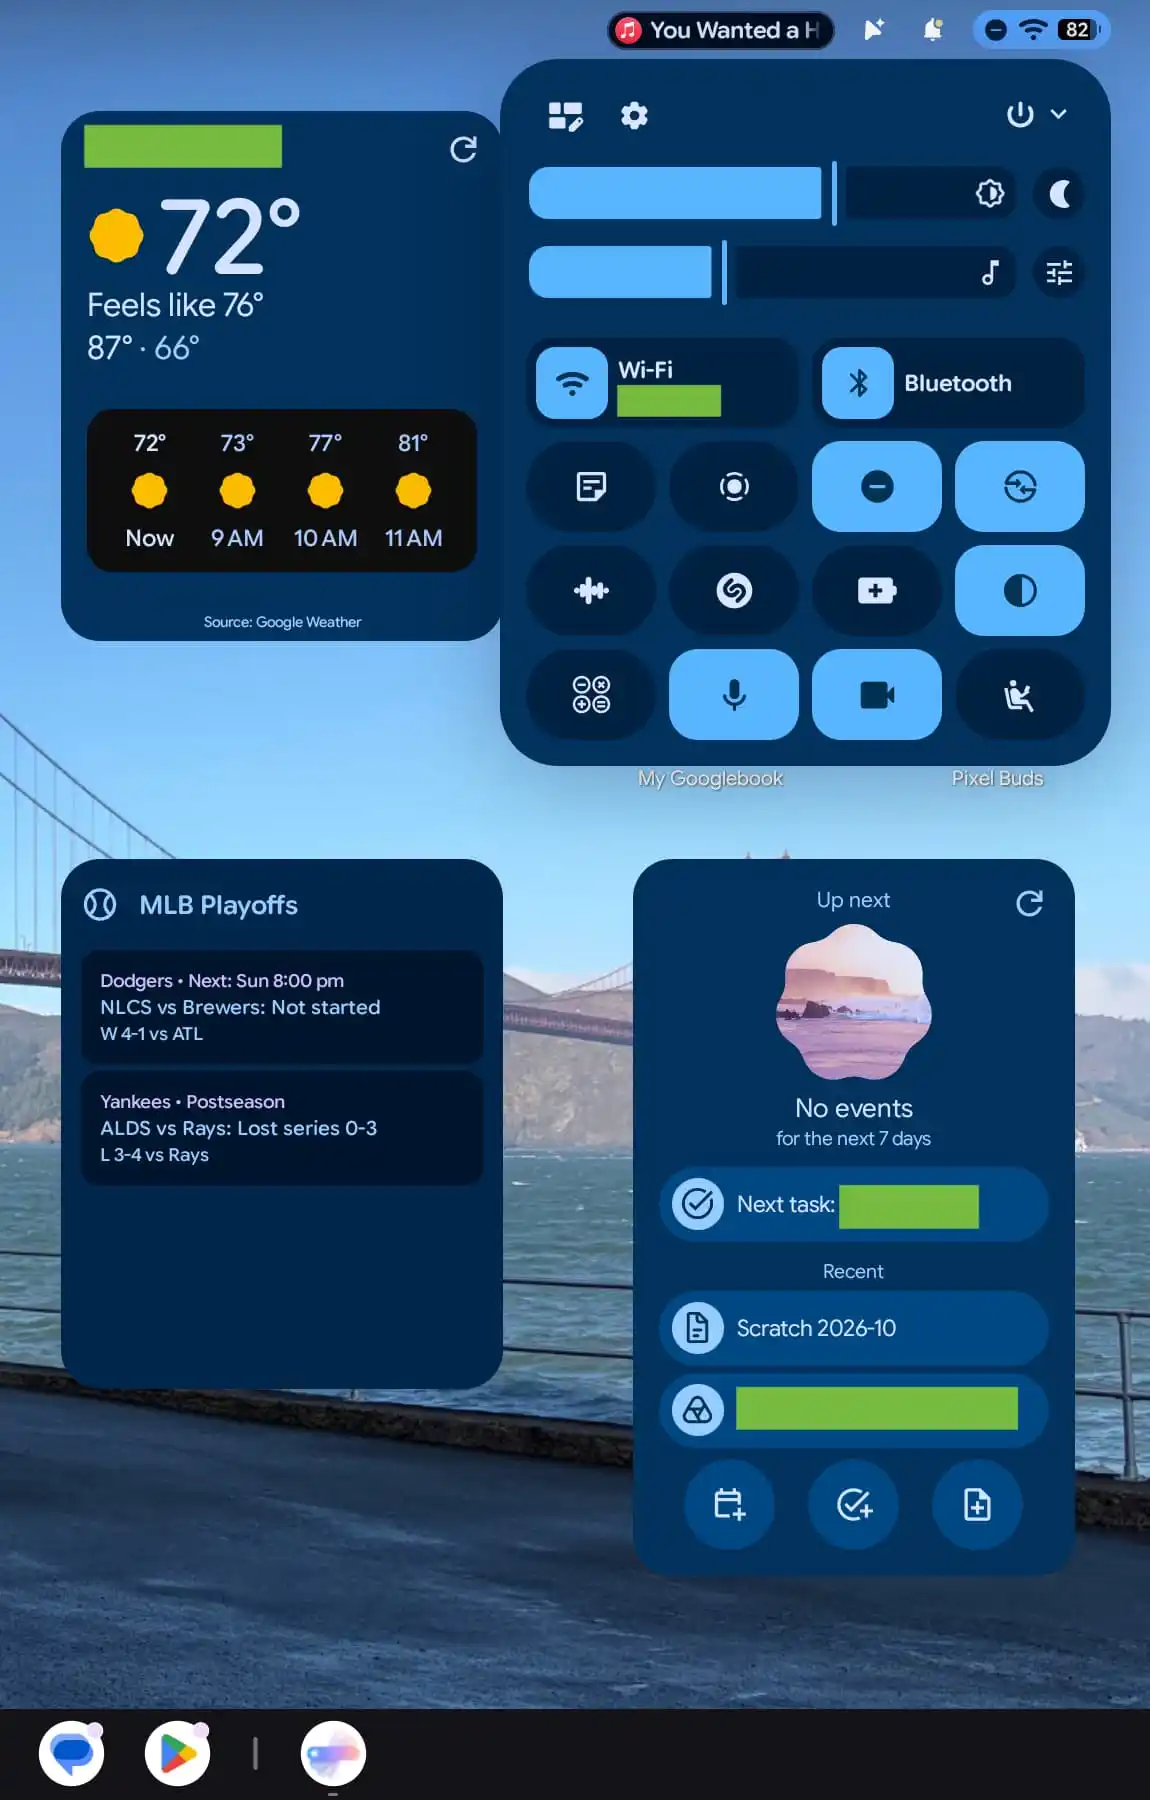 You Wanted a H
82
72°
Feels like 76°
87° · 66°
72° 73° 77° 81°
Now 9 AM 10 AM 11 AM
Source: Google Weather
Wi-Fi
Bluetooth
My Googlebook
Pixel Buds
MLB Playoffs
Dodgers • Next: Sun 8:00 pm
NLCS vs Brewers: Not started
W 4-1 vs ATL
Yankees • Postseason
ALDS vs Rays: Lost series 0-3
L 3-4 vs Rays
Up next
No events
for the next 7 days
Next task:
Recent
Scratch 2026-10